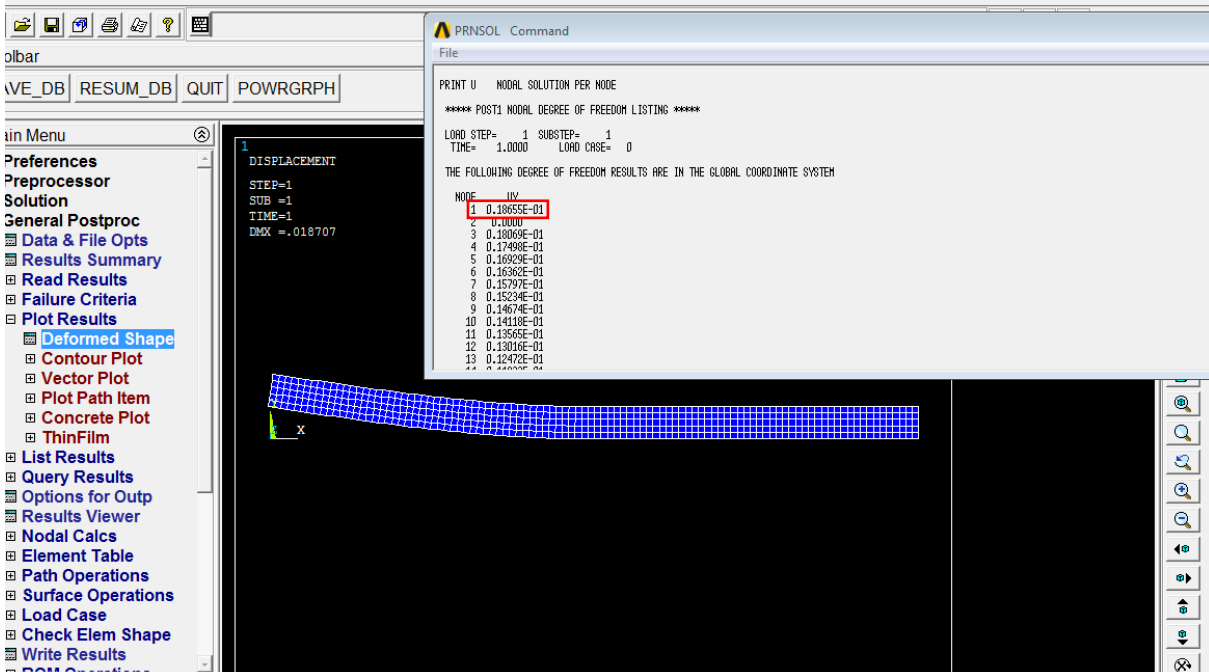 olbar
AVE_DB RESUM_DB QUIT POWRGRPH
ain Menu
Preferences
Preprocessor
Solution
General Postproc
Data & File Opts
Results Summary
Read Results
Failure Criteria
Plot Results
Deformed Shape
Contour Plot
Vector Plot
Plot Path Item
Concrete Plot
ThinFilm
List Results
Query Results
Options for Outp
Results Viewer
Nodal Calcs
Element Table
Path Operations
Surface Operations
Load Case
Check Elem Shape
Write Results
ROM Operations
1
DISPLACEMENT
STEP=1
SUB =1
TIME=1
DMX =.018707
X
PRNSOL Command
File
PRINT U NODAL SOLUTION PER NODE
***** POST1 NODAL DEGREE OF FREEDOM LISTING *****
LOAD STEP= 1 SUBSTEP= 1
TIME= 1.0000 LOAD CASE= 0
THE FOLLOWING DEGREE OF FREEDOM RESULTS ARE IN THE GLOBAL COORDINATE SYSTEM
NODE UY
1 0.18655E-01
2 0.0000
3 0.18069E-01
4 0.17498E-01
5 0.16929E-01
6 0.16362E-01
7 0.15797E-01
8 0.15234E-01
9 0.14674E-01
10 0.14118E-01
11 0.13565E-01
12 0.13016E-01
13 0.12472E-01